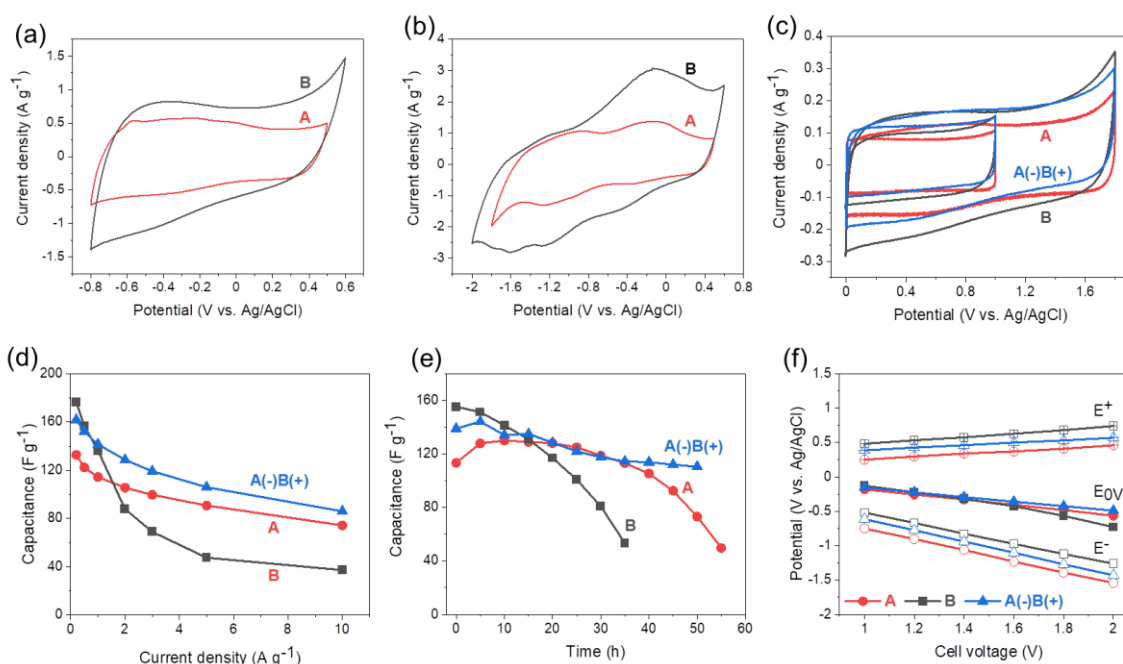 (a)
Current density (A g⁻¹)
1.5
1
0.5
0
-0.5
-1
-1.5
B
A
-0.8 -0.6 -0.4 -0.2 0 0.2 0.4 0.6
Potential (V vs. Ag/AgCl)
(b)
Current density (A g⁻¹)
4
3
2
1
0
-1
-2
-3
B
A
-2 -1.6 -1.2 -0.8 -0.4 0 0.4 0.8
Potential (V vs. Ag/AgCl)
(c)
Current density (A g⁻¹)
0.4
0.3
0.2
0.1
0
-0.1
-0.2
-0.3
A
A(-)B(+)
B
0 0.4 0.8 1.2 1.6
Potential (V vs. Ag/AgCl)
(d)
Capacitance (F g⁻¹)
200
160
120
80
40
0
A(-)B(+)
A
B
0 2 4 6 8 10
Current density (A g⁻¹)
(e)
Capacitance (F g⁻¹)
160
120
80
40
0
A(-)B(+)
A
B
0 10 20 30 40 50 60
Time (h)
(f)
Potential (V vs. Ag/AgCl)
1.5
1
0.5
0
-0.5
-1
-1.5
-2
E⁺
E0V
E⁻
A B A(-)B(+)
1 1.2 1.4 1.6 1.8 2
Cell voltage (V)